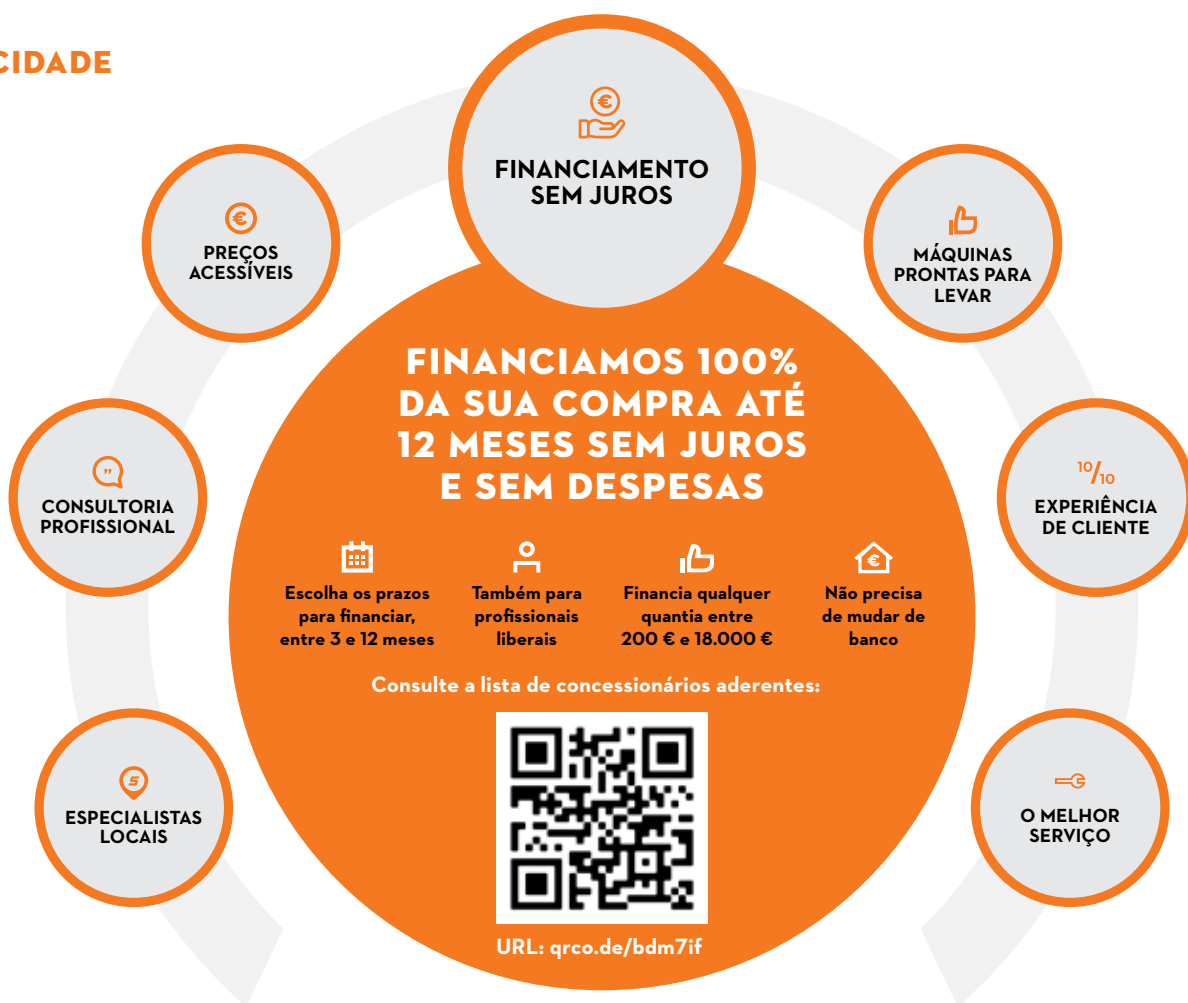 CIDADE
€
FINANCIAMENTO
SEM JUROS
€
PREÇOS
ACESSÍVEIS
MÁQUINAS
PRONTAS PARA
LEVAR
FINANCIAMOS 100%
DA SUA COMPRA ATÉ
12 MESES SEM JUROS
E SEM DESPESAS
CONSULTORIA
PROFISSIONAL
10/10
EXPERIÊNCIA
DE CLIENTE
Escolha os prazos
para financiar,
entre 3 e 12 meses
Também para
profissionais
liberais
Financia qualquer
quantia entre
200 € e 18.000 €
€
Não precisa
de mudar de
banco
Consulte a lista de concessionários aderentes:
S
ESPECIALISTAS
LOCAIS
O MELHOR
SERVIÇO
URL: qrco.de/bdm7if